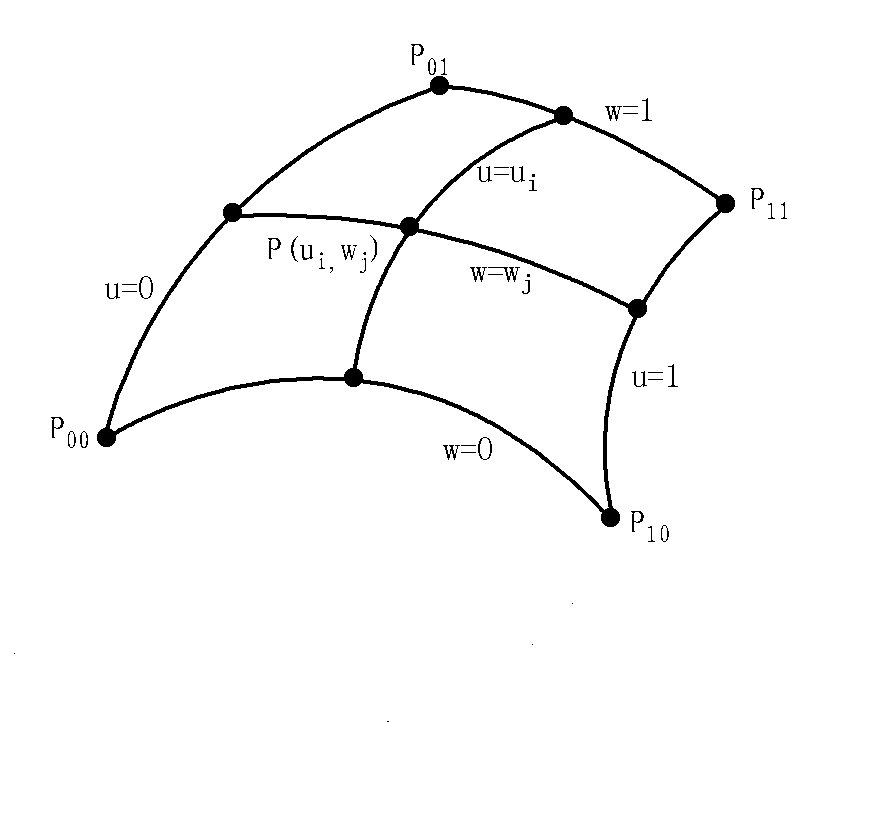 P01
w=1
u=ui
P11
P(ui,wj)
w=wj
u=0
u=1
P00
w=0
P10